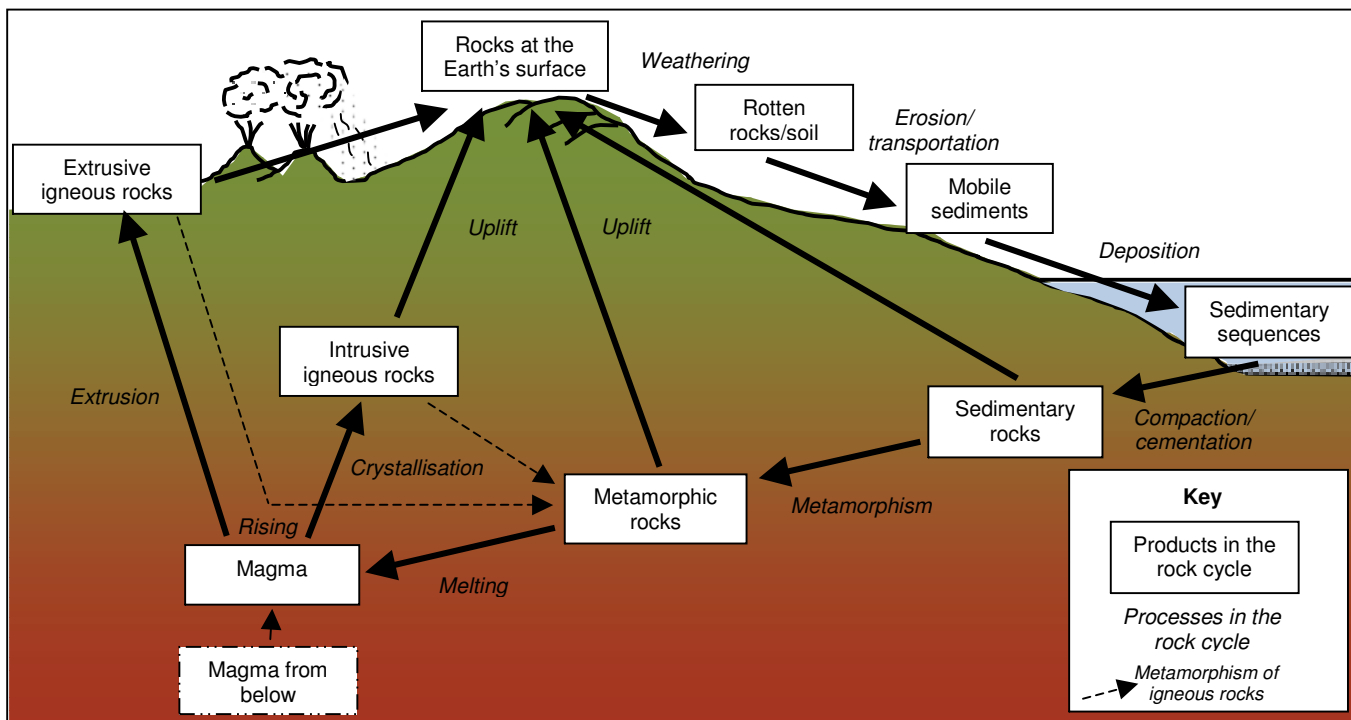 Rocks at the
Earth's surface
Weathering
Rotten
rocks/soil
Erosion/
transportation
Extrusive
igneous rocks
Mobile
sediments
Uplift
Uplift
Deposition
Sedimentary
sequences
Intrusive
igneous rocks
Extrusion
Sedimentary
rocks
Compaction/
cementation
Crystallisation
Metamorphic
rocks
Metamorphism
Rising
Magma
Melting
Magma from
below
Key
Products in the
rock cycle
Processes in the
rock cycle
Metamorphism of
igneous rocks